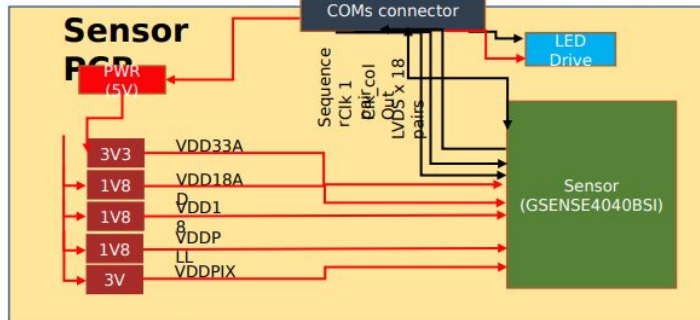 COMs connector
Sensor
PCB
PWR
(5V)
LED
Drive
Sequence
rClk 1
pair
Clk_col
Out
LVDS x 18
pairs
3V3
VDD33A
1V8
VDD18A
D
1V8
VDD1
8
1V8
VDDP
LL
3V
VDDPIX
Sensor
(GSENSE4040BSI)